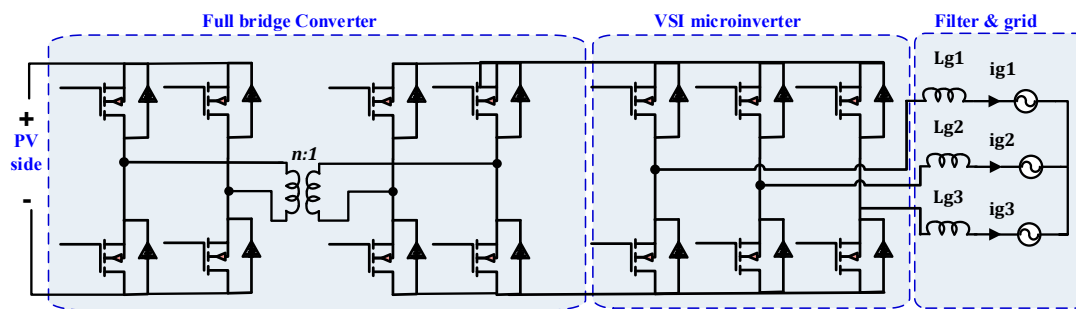 Full bridge Converter
VSI microinverter
Filter & grid
+
PV
side
-
n:1
Lg1
ig1
Lg2
ig2
Lg3
ig3